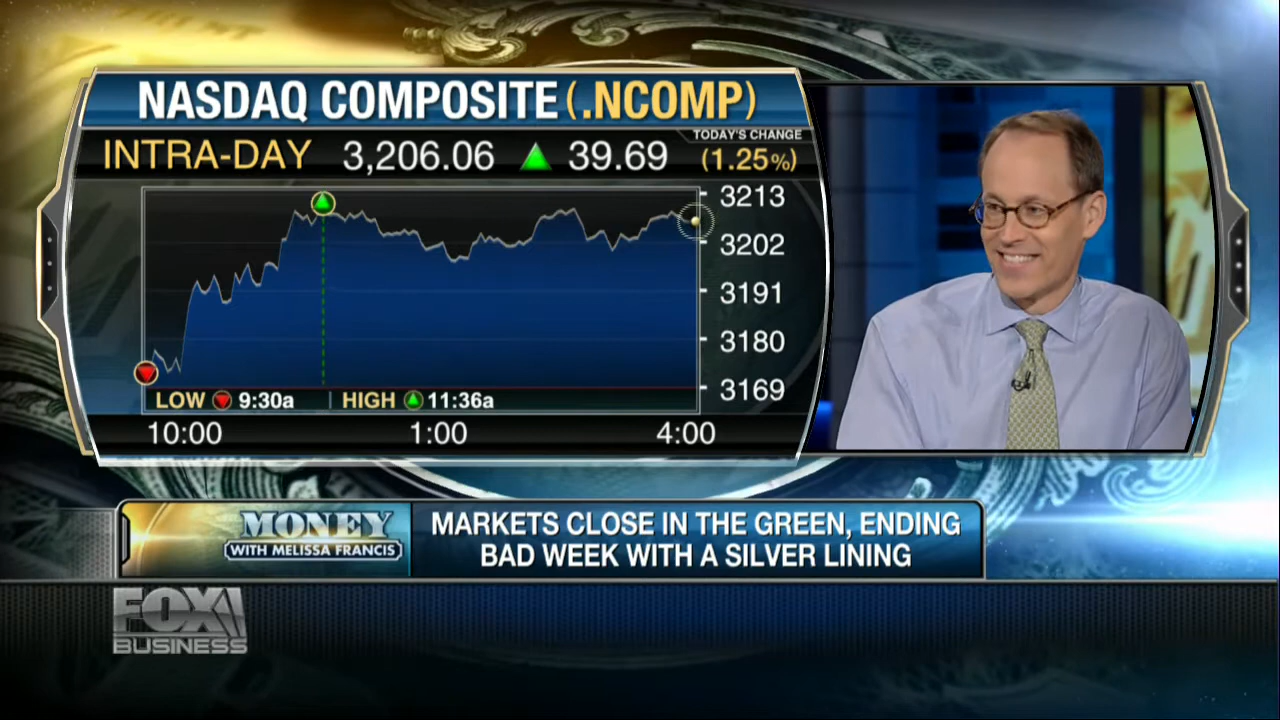 NASDAQ COMPOSITE (.NCOMP)
TODAY'S CHANGE
INTRA-DAY 3,206.06 39.69 (1.25%)
3213
3202
3191
3180
3169
LOW 9:30a | HIGH 11:36a
10:00 1:00 4:00
MONEY
WITH MELISSA FRANCIS
MARKETS CLOSE IN THE GREEN, ENDING
BAD WEEK WITH A SILVER LINING
FOX
BUSINESS